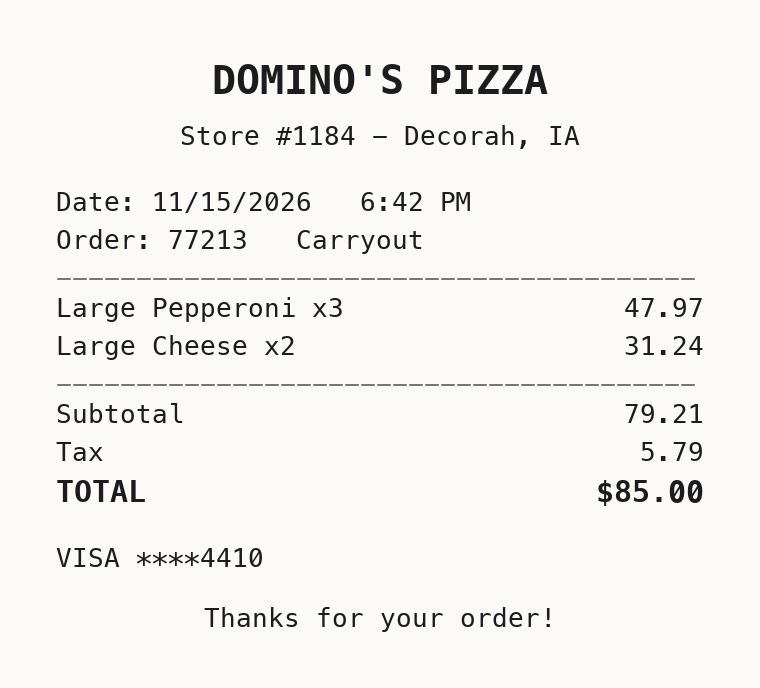 DOMINO'S PIZZA
Store #1184 – Decorah, IA
Date: 11/15/2026   6:42 PM
Order: 77213   Carryout
----------------------------------------
Large Pepperoni x3 47.97
Large Cheese x2 31.24
----------------------------------------
Subtotal 79.21
Tax 5.79
TOTAL $85.00
VISA ****4410
Thanks for your order!